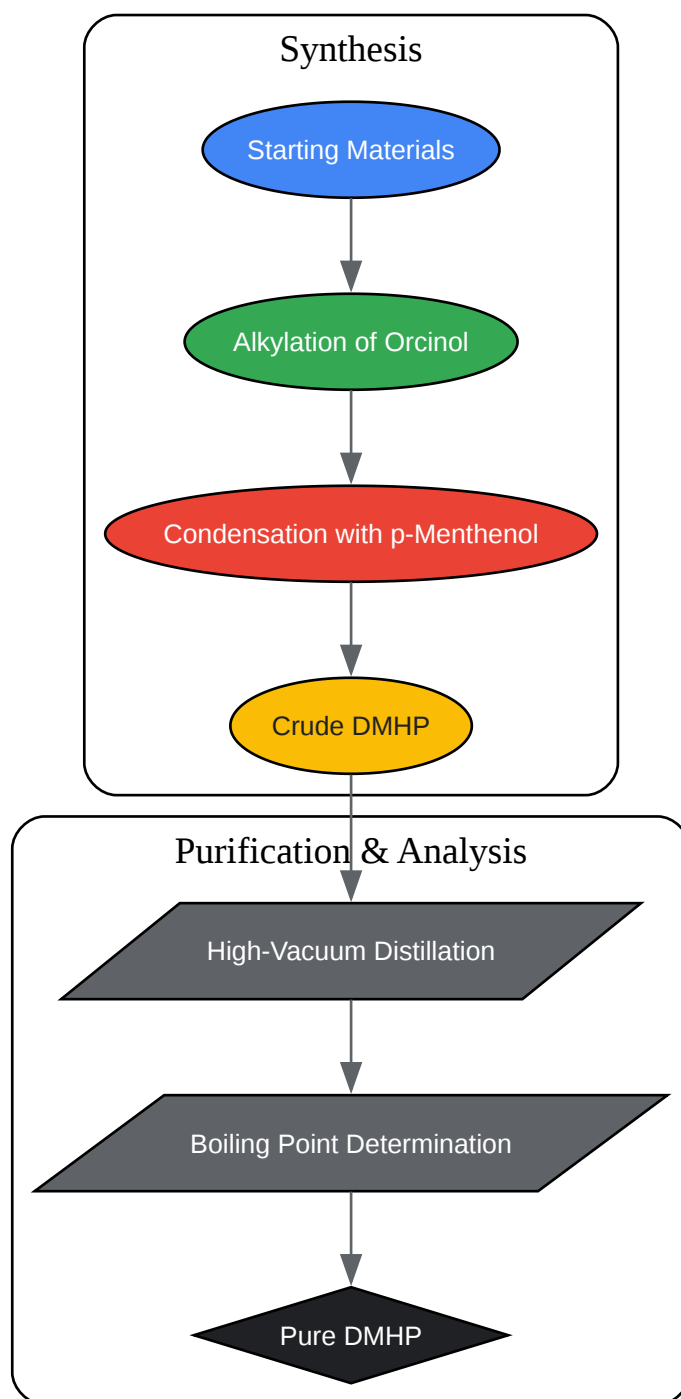 Synthesis
Starting Materials
Alkylation of Orcinol
Condensation with p-Menthenol
Crude DMHP
Purification & Analysis
High-Vacuum Distillation
Boiling Point Determination
Pure DMHP